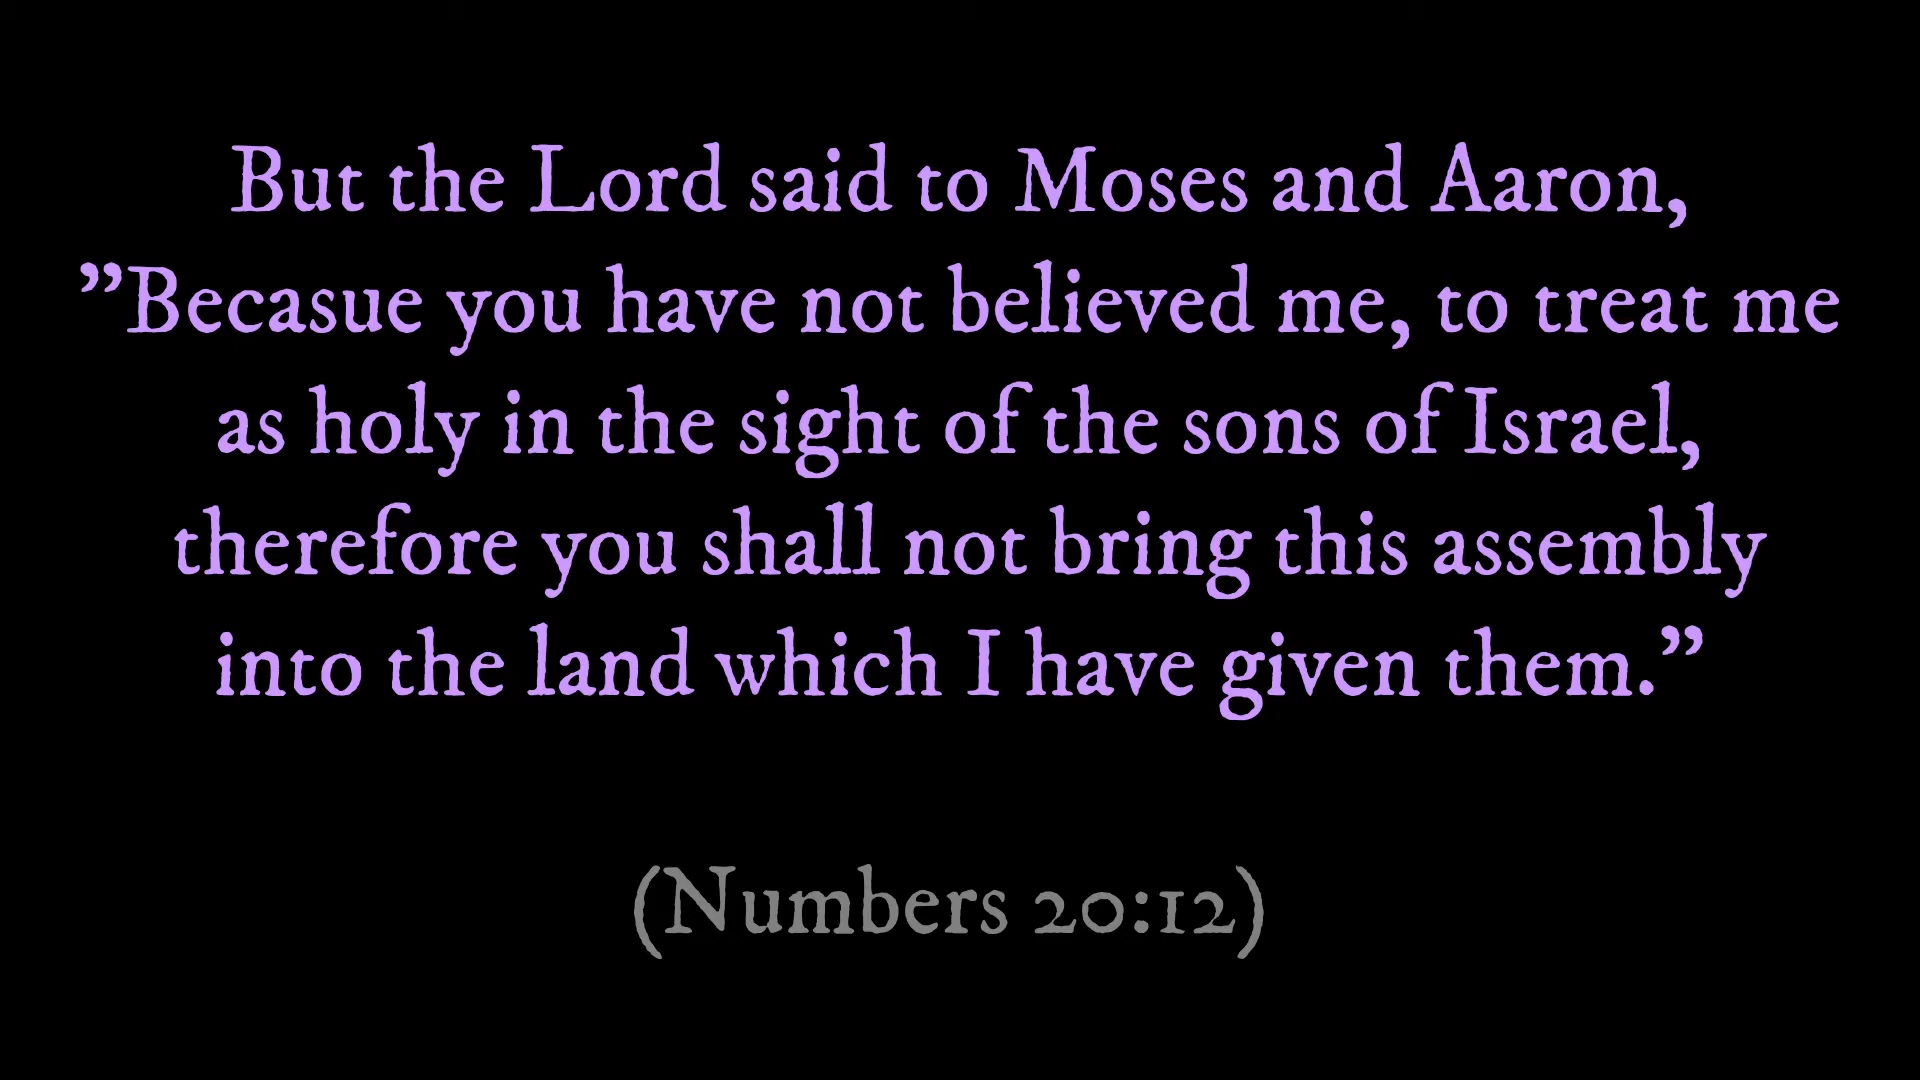 But the Lord said to Moses and Aaron,
”Becasue you have not believed me, to treat me
as holy in the sight of the sons of Israel,
therefore you shall not bring this assembly
into the land which I have given them.”
(Numbers 20:12)